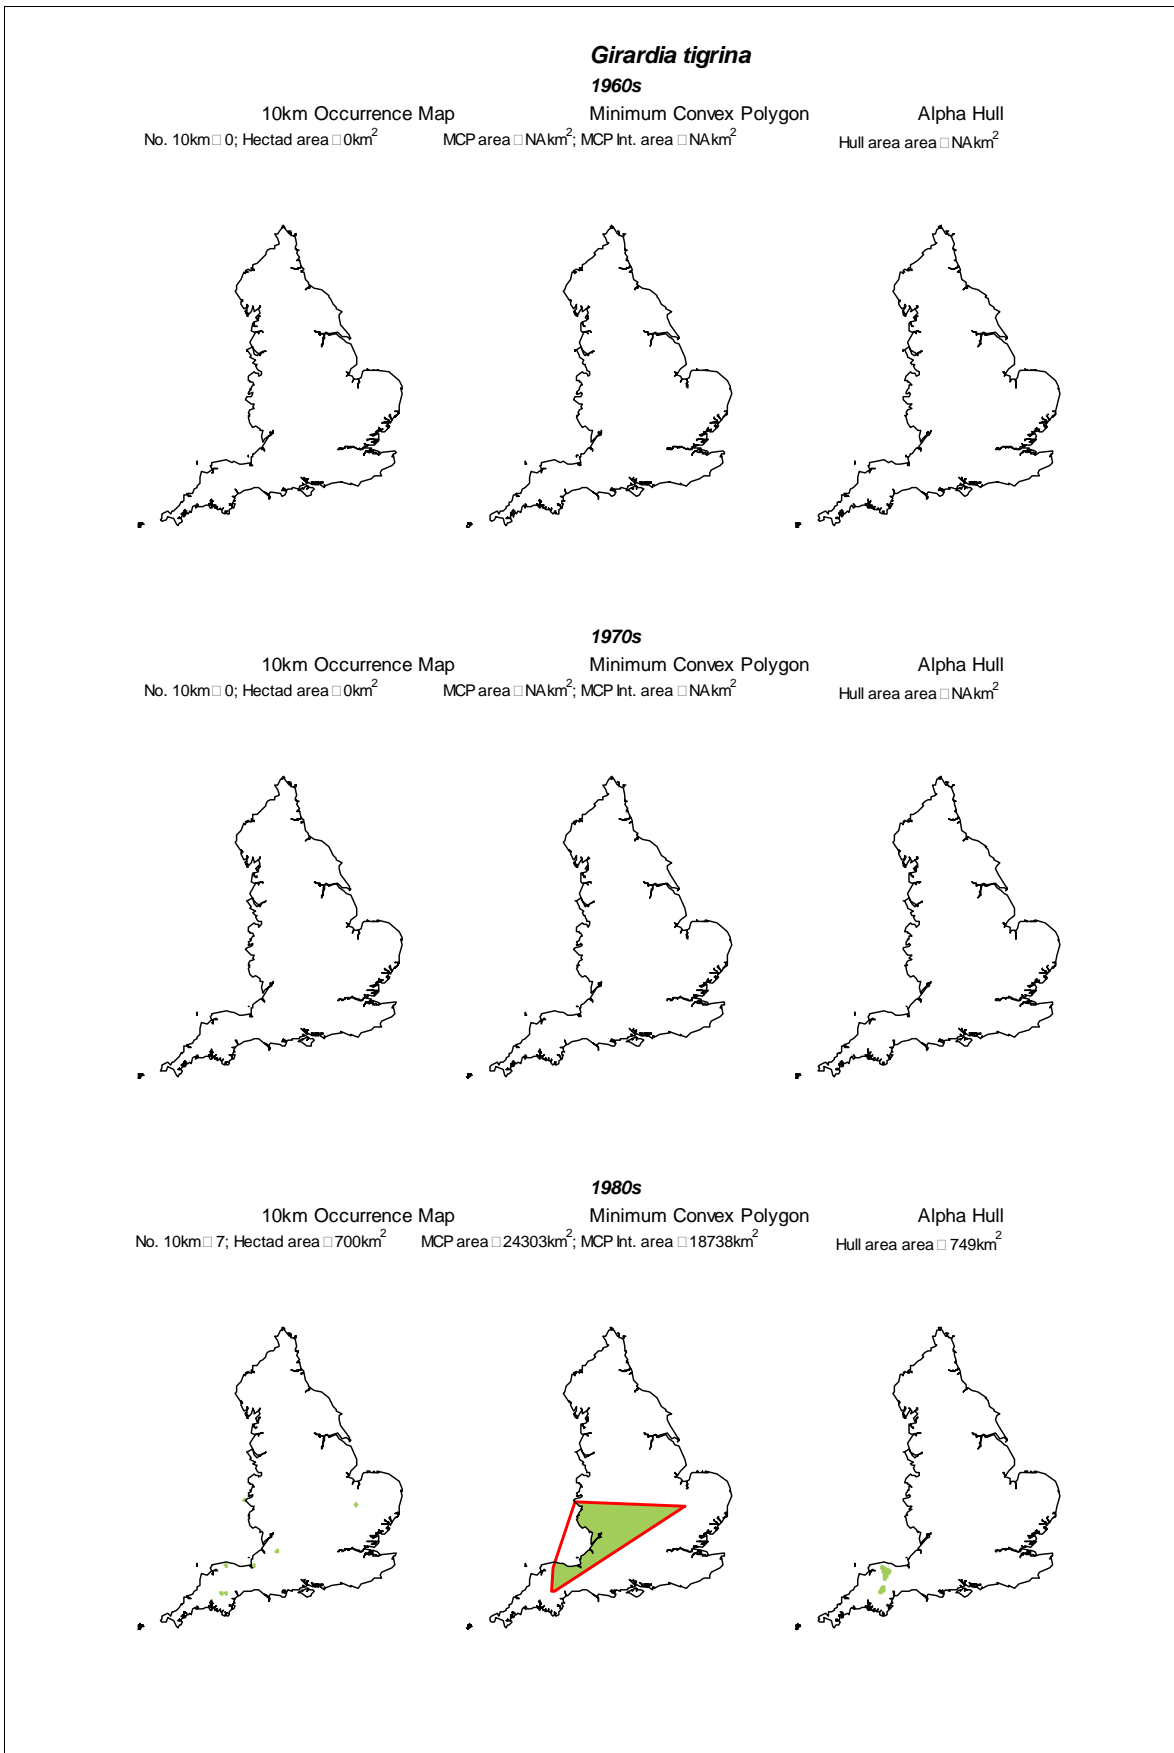 Girardia tigrina
1960s
10km Occurrence Map Minimum Convex Polygon Alpha Hull
No. 10km□0; Hectad area□0km² MCP area□NAkm²; MCP Int. area□NAkm² Hull area area□NAkm²
1970s
10km Occurrence Map Minimum Convex Polygon Alpha Hull
No. 10km□0; Hectad area□0km² MCP area□NAkm²; MCP Int. area□NAkm² Hull area area□NAkm²
1980s
10km Occurrence Map Minimum Convex Polygon Alpha Hull
No. 10km□7; Hectad area□700km² MCP area□24303km²; MCP Int. area□18738km² Hull area area□749km²